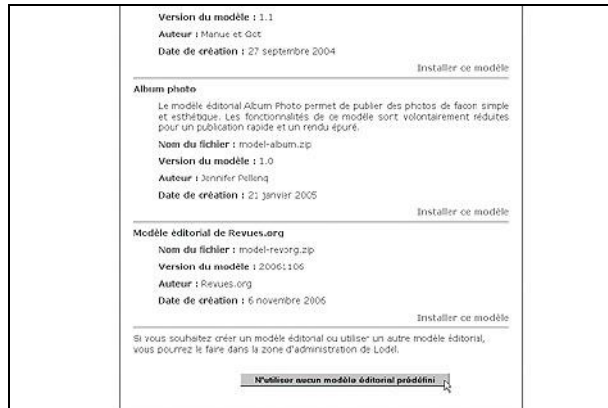 Version du modèle : 1.1
Auteur : Manue et Got
Date de création : 27 septembre 2004
Installer ce modèle
Album photo
Le modèle éditorial Album Photo permet de publier des photos de facon simple
et esthétique. Les fonctionnalités de ce modèle sont volontairement réduites
pour un publication rapide et un rendu épuré.
Nom du fichier : model-album.zip
Version du modèle : 1.0
Auteur : Jennifer Pellenq
Date de création : 21 janvier 2005
Installer ce modèle
Modèle éditorial de Revues.org
Nom du fichier : model-revorg.zip
Version du modèle : 20061106
Auteur : Revues.org
Date de création : 6 novembre 2006
Installer ce modèle
Si vous souhaitez créer un modèle éditorial ou utiliser un autre modèle éditorial,
vous pourrez le faire dans la zone d'administration de Lodel.
N'utiliser aucun modèle éditorial prédéfini